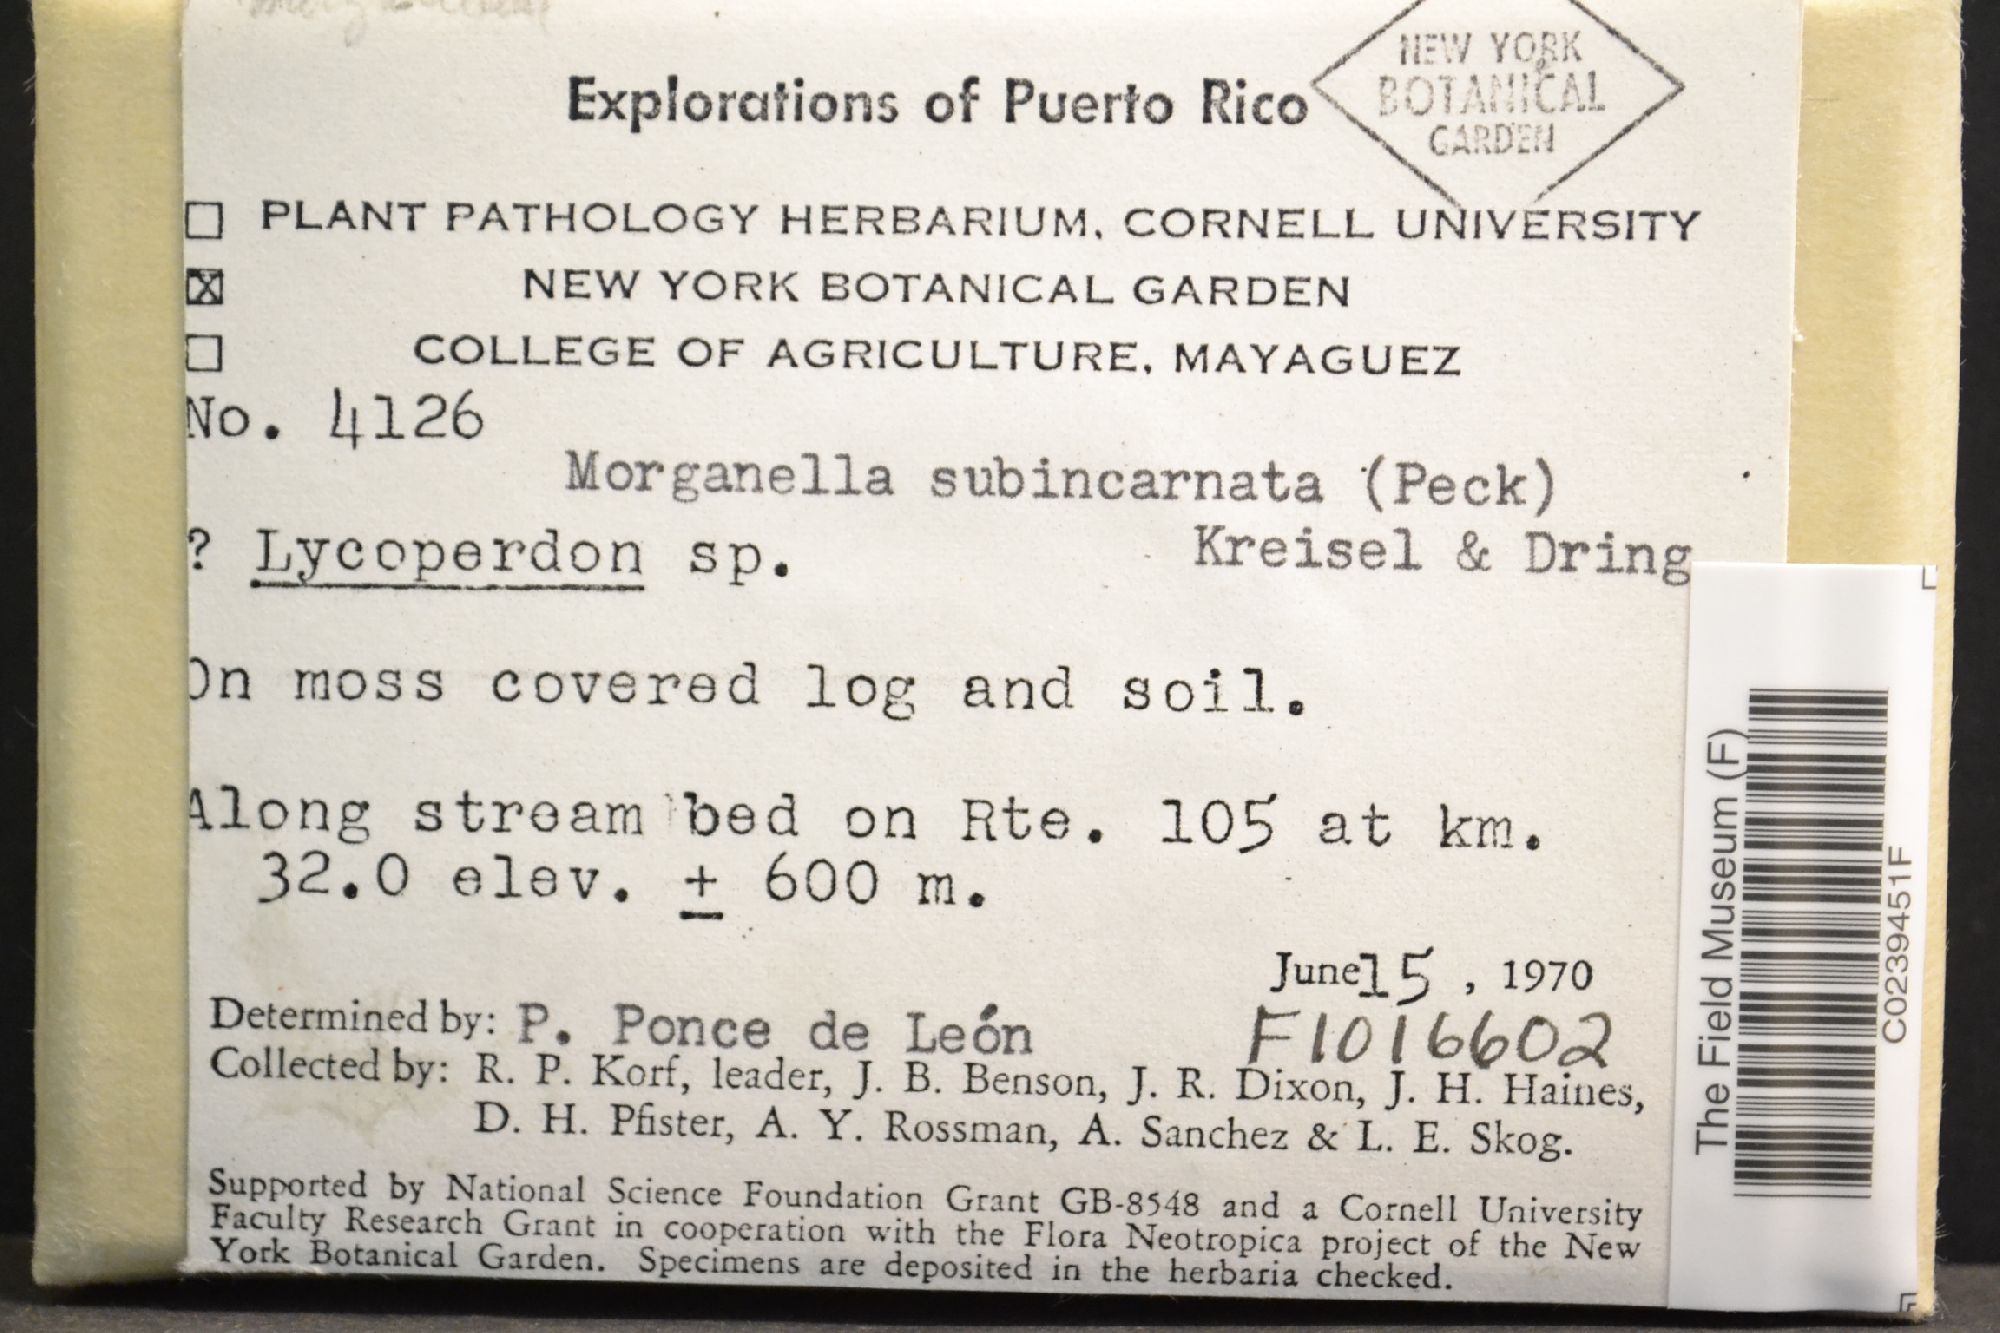 Explorations of Puerto Rico
NEW YORK
BOTANICAL
GARDEN
☐ PLANT PATHOLOGY HERBARIUM, CORNELL UNIVERSITY
☒ NEW YORK BOTANICAL GARDEN
☐ COLLEGE OF AGRICULTURE, MAYAGUEZ
No. 4126
Morganella subincarnata (Peck)
Kreisel & Dring
? Lycoperdon sp.
On moss covered log and soil.
Along stream bed on Rte. 105 at km.
32.0 elev. ± 600 m.
June 15, 1970
Determined by: P. Ponce de León
F1016602
Collected by: R. P. Korf, leader, J. B. Benson, J. R. Dixon, J. H. Haines,
D. H. Pfister, A. Y. Rossman, A. Sanchez & L. E. Skog.
Supported by National Science Foundation Grant GB-8548 and a Cornell University
Faculty Research Grant in cooperation with the Flora Neotropica project of the New
York Botanical Garden. Specimens are deposited in the herbaria checked.
The Field Museum (F)
C0239451F